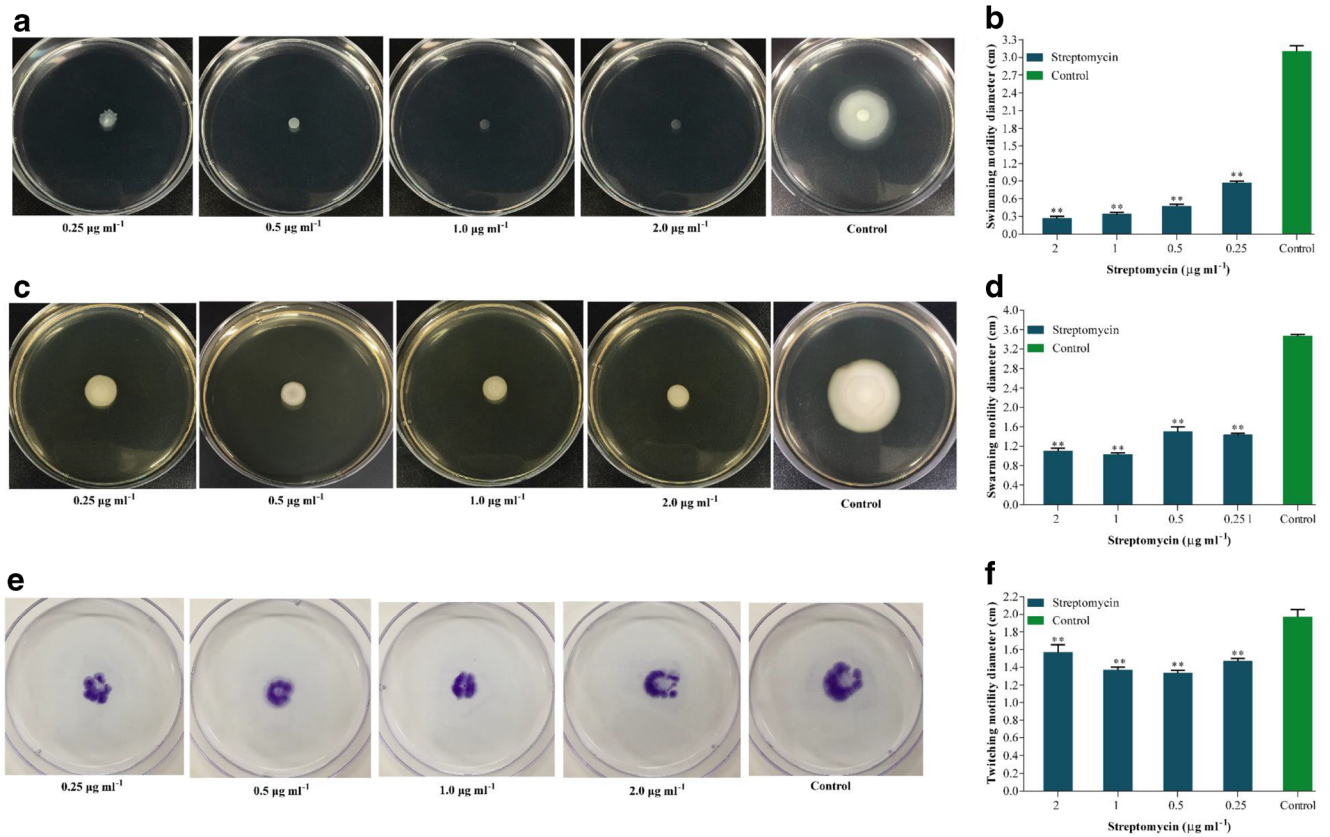 a
0.25 µg ml⁻¹
0.5 µg ml⁻¹
1.0 µg ml⁻¹
2.0 µg ml⁻¹
Control
b
Swimming motility diameter (cm)
3.3
3.0
2.7
2.4
2.1
1.8
1.5
1.2
0.9
0.6
0.3
0.0
Streptomycin
Control
**
**
**
**
2 1 0.5 0.25 Control
Streptomycin (µg ml⁻¹)
c
0.25 µg ml⁻¹
0.5 µg ml⁻¹
1.0 µg ml⁻¹
2.0 µg ml⁻¹
Control
d
Swarming motility diameter (cm)
3.6
3.2
2.8
2.4
2.0
1.6
1.2
0.8
0.4
0.0
Streptomycin
Control
**
**
**
**
2 1 0.5 0.25 l Control
Streptomycin (µg ml⁻¹)
e
0.25 µg ml⁻¹
0.5 µg ml⁻¹
1.0 µg ml⁻¹
2.0 µg ml⁻¹
Control
f
Twitching motility diameter (cm)
2.2
2.0
1.8
1.6
1.4
1.2
1.0
0.8
0.6
0.4
0.2
0.0
Streptomycin
Control
**
**
**
**
2 1 0.5 0.25 Control
Streptomycin (µg ml⁻¹)